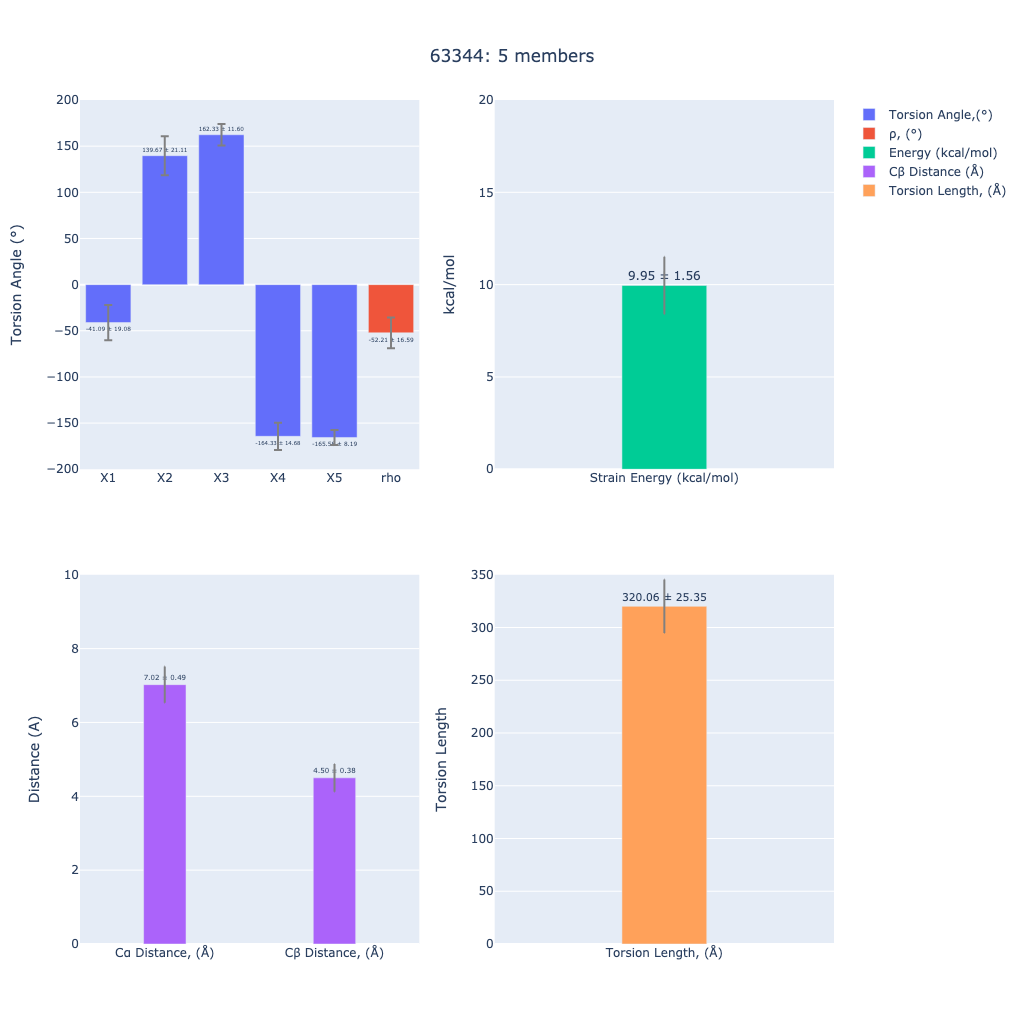 63344: 5 members
Torsion Angle (°)
200
150
100
50
0
−50
−100
−150
−200
-41.09 ± 19.08
139.67 ± 21.11
162.33 ± 11.60
-164.33 ± 14.68
± 8.19
-52.21 ± 16.59
X1 X2 X3 X4 X5 rho
kcal/mol
20
15
10
5
0
9.95 ± 1.56
Strain Energy (kcal/mol)
Torsion Angle,(°)
ρ, (°)
Energy (kcal/mol)
Cβ Distance (Å)
Torsion Length, (Å)
Distance (A)
10
8
6
4
2
0
7.02 ± 0.49
4.50 ± 0.38
Cα Distance, (Å) Cβ Distance, (Å)
Torsion Length
350
300
250
200
150
100
50
0
320.06 ± 25.35
Torsion Length, (Å)